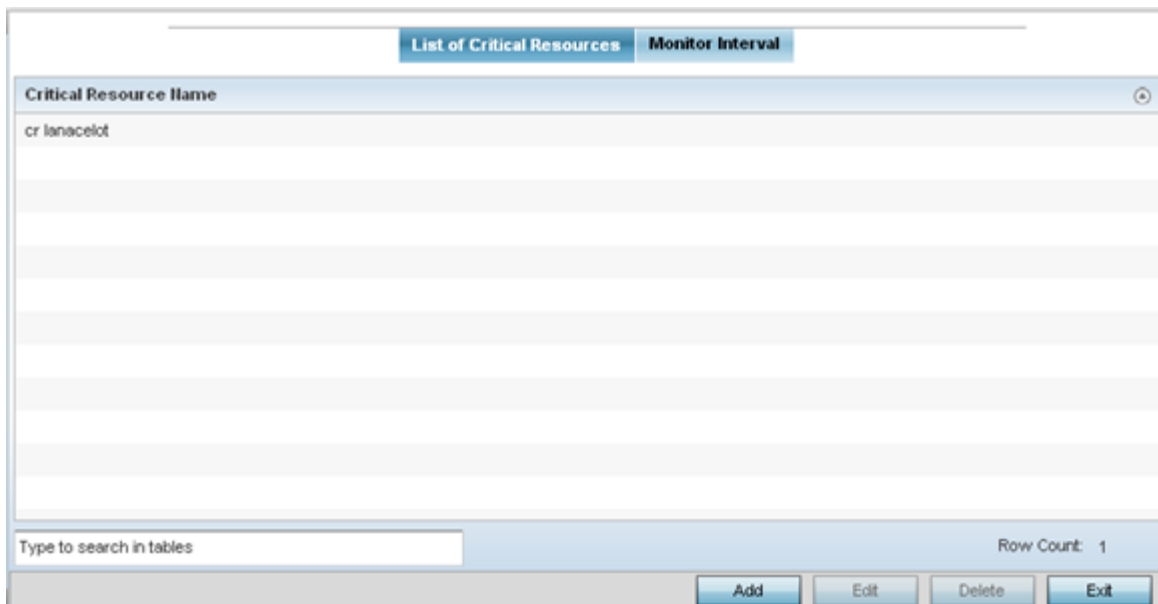 List of Critical Resources Monitor Interval
Critical Resource Name
cr lanacelot
Type to search in tables Row Count: 1
Add Edit Delete Exit